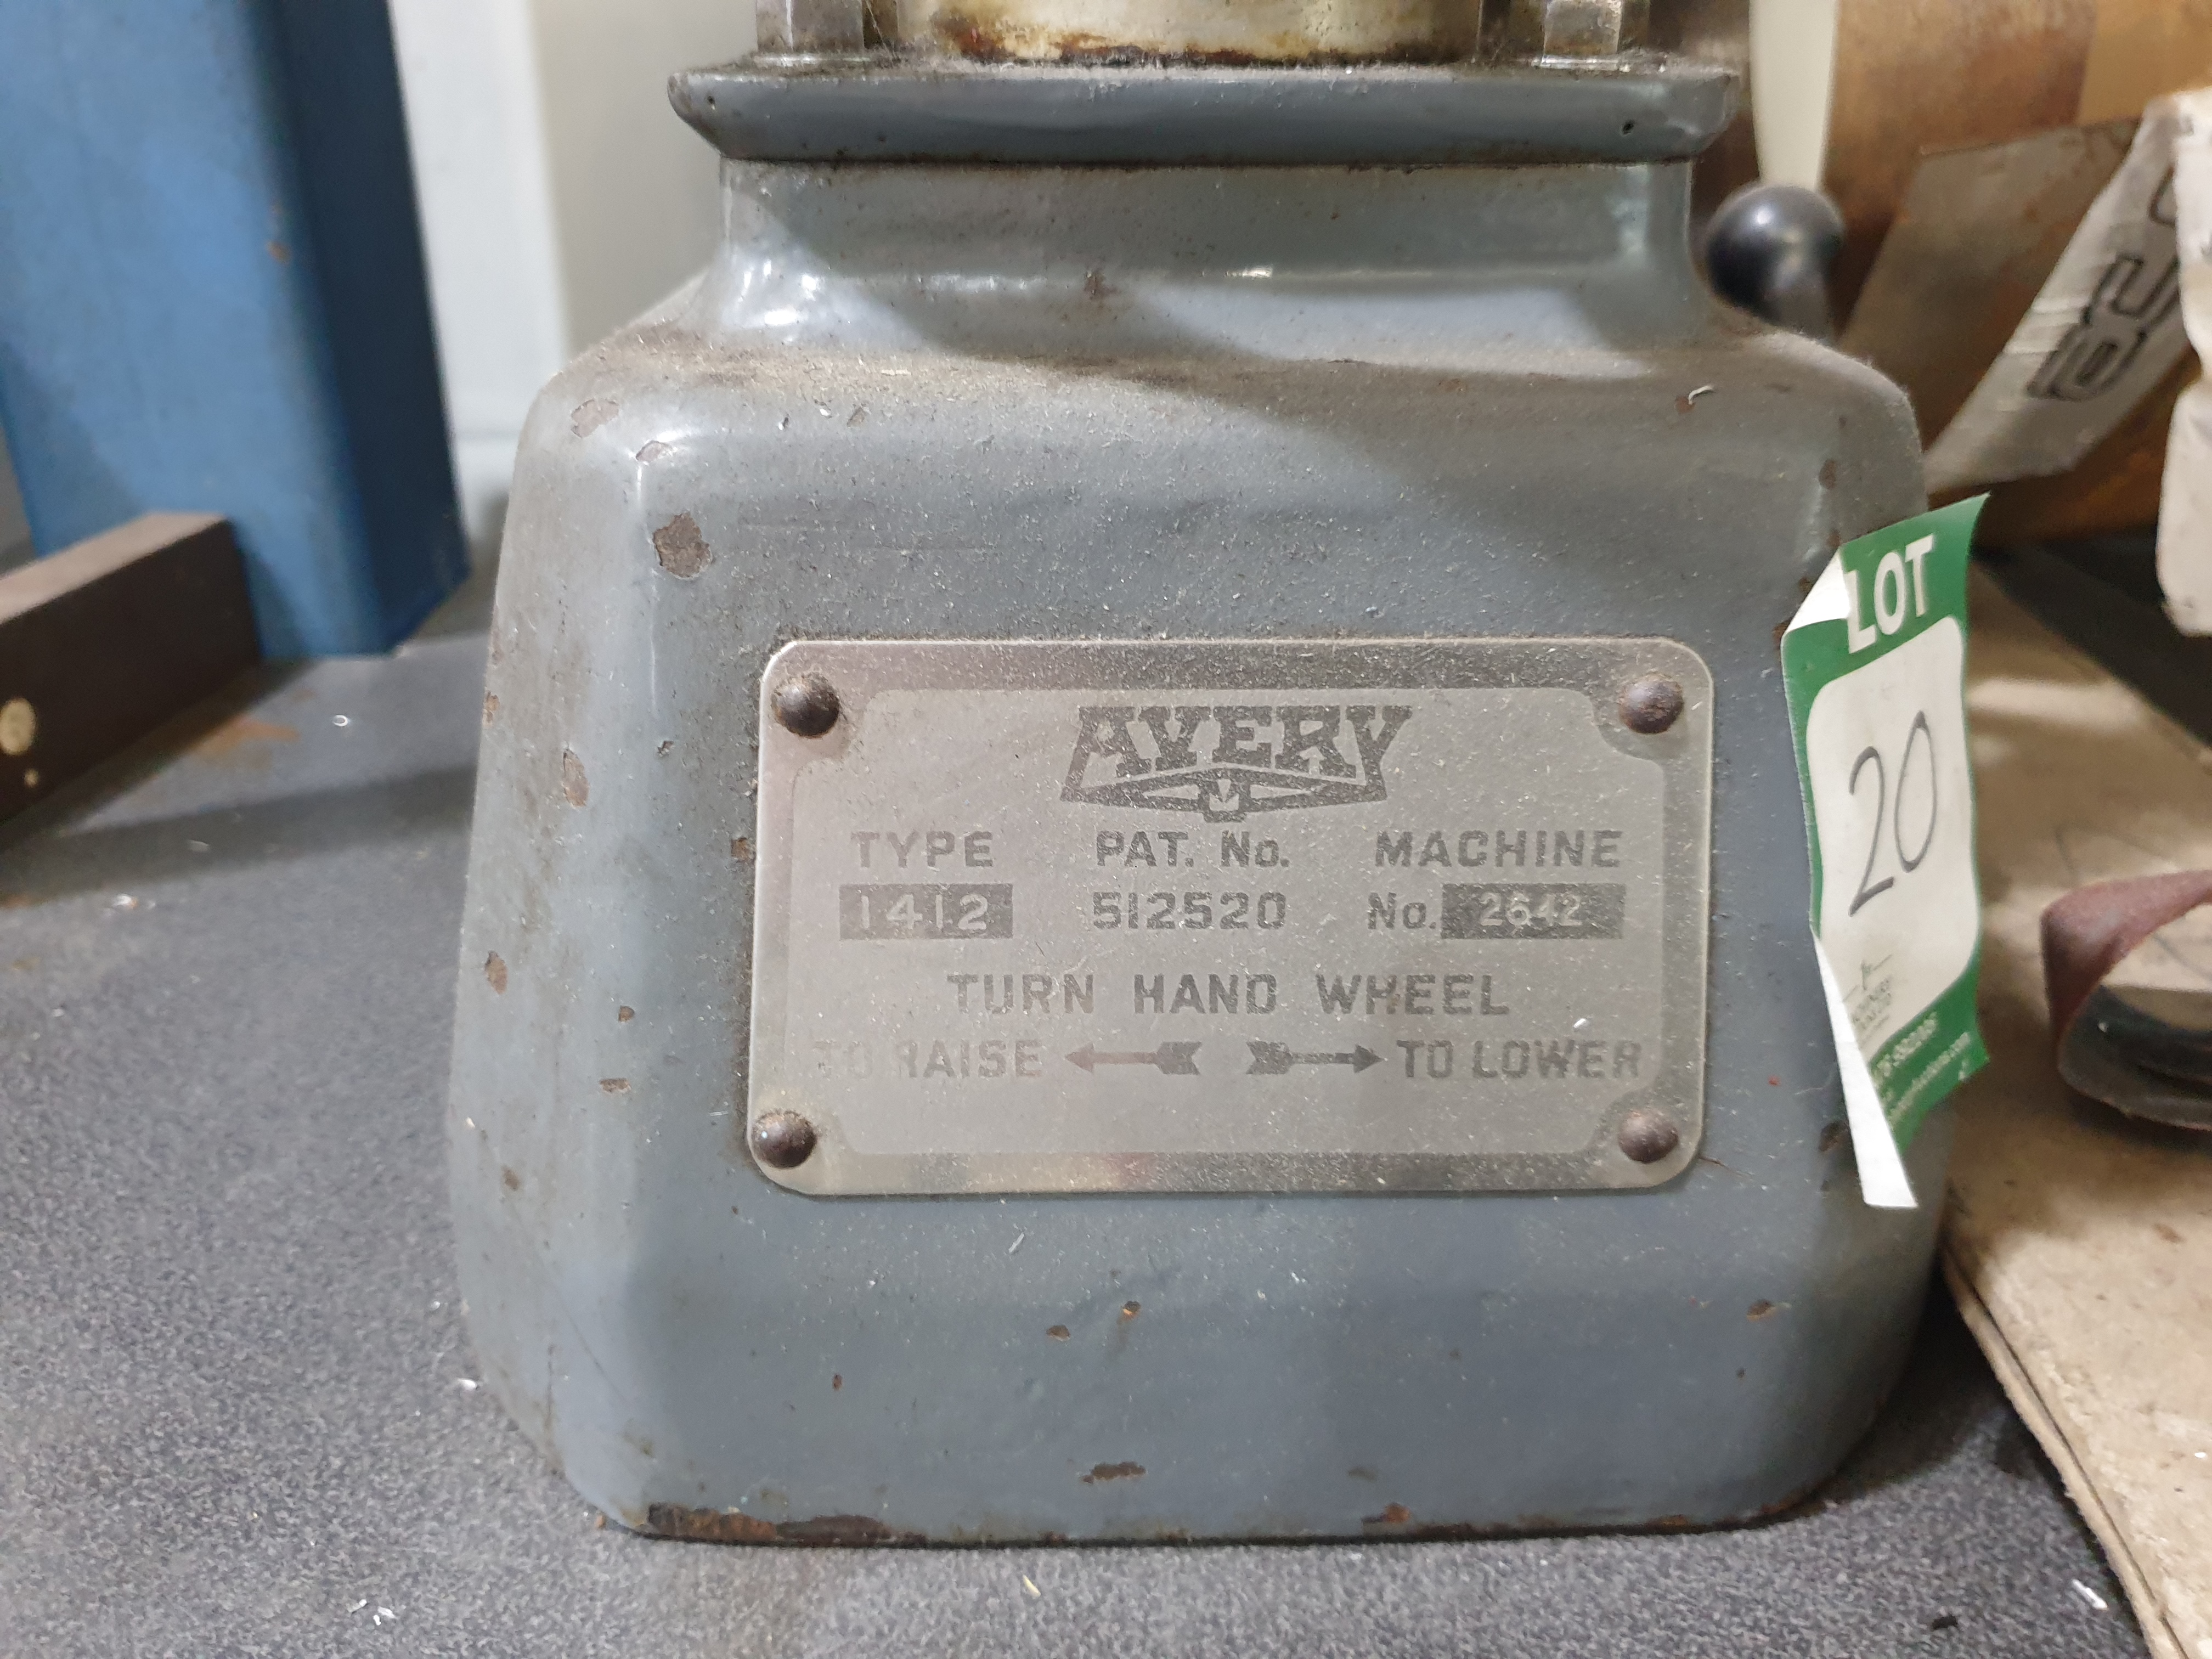 AVERY
TYPE PAT. No. MACHINE
1412 512520 No. 2642
TURN HAND WHEEL
TO RAISE TO LOWER
LOT
20